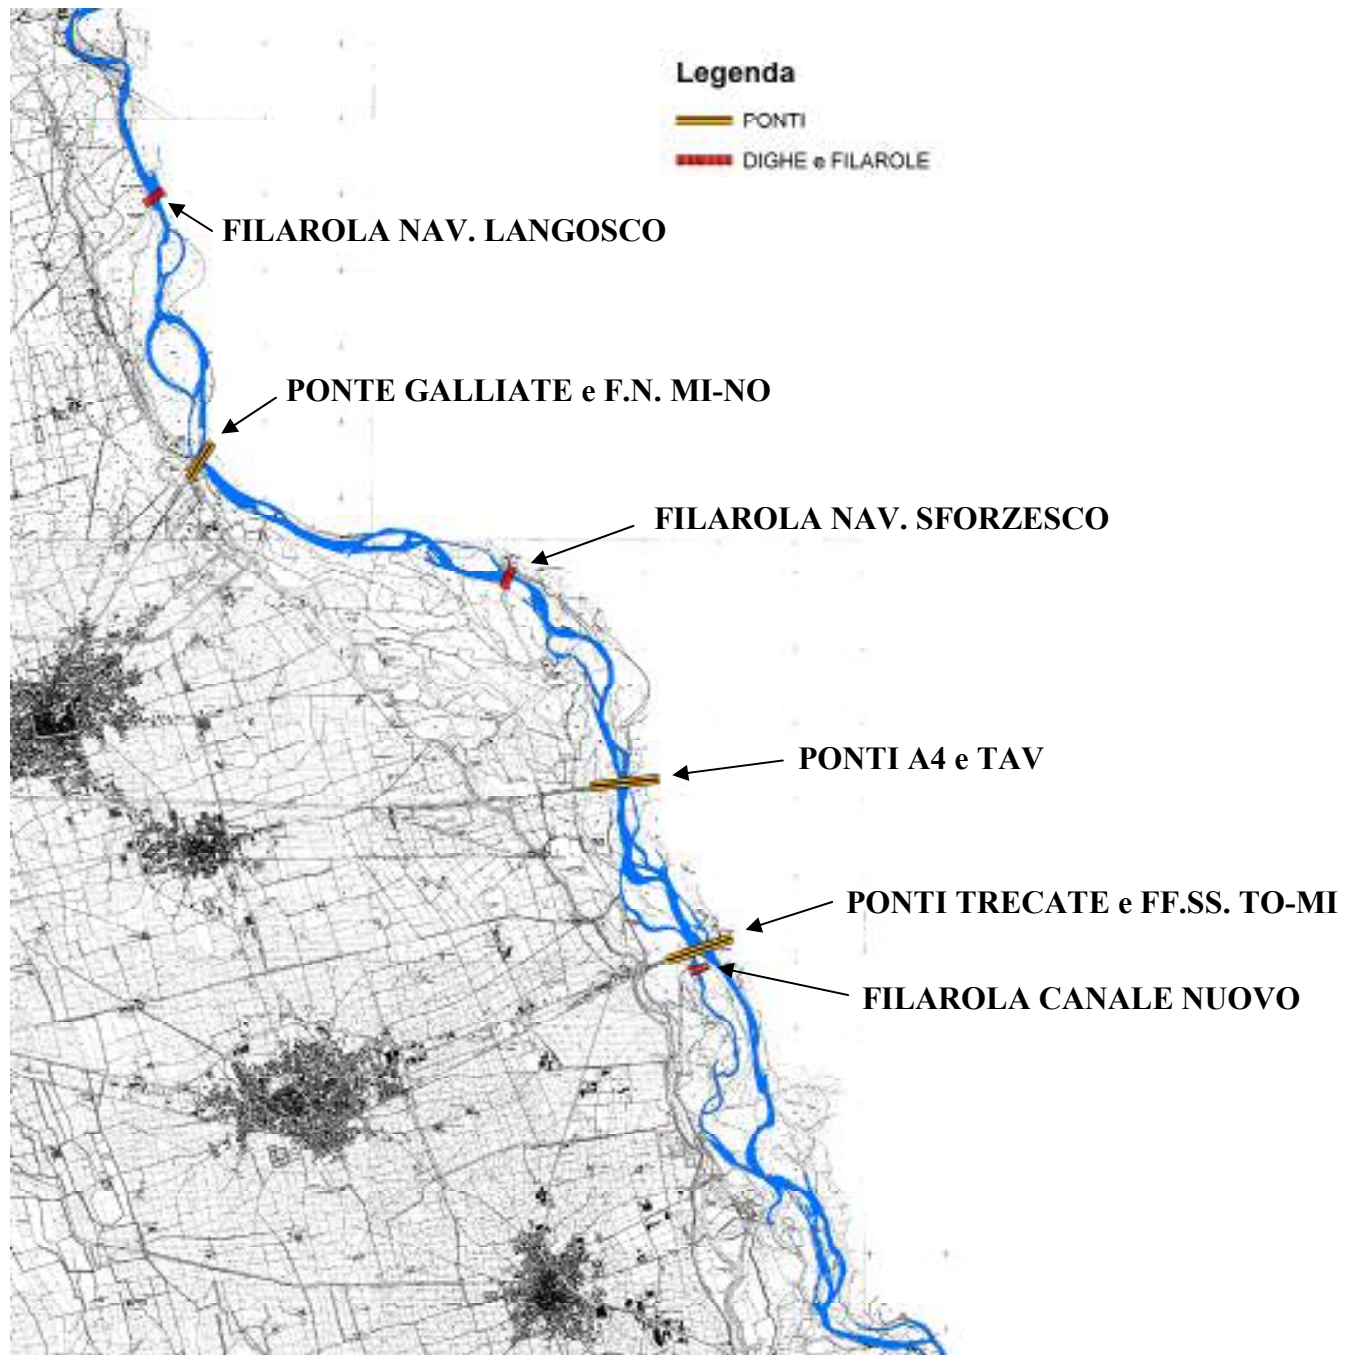 Legenda
PONTI
DIGHE e FILAROLE
FILAROLA NAV. LANGOSCO
PONTE GALLIATE e F.N. MI-NO
FILAROLA NAV. SFORZESCO
PONTI A4 e TAV
PONTI TRECATE e FF.SS. TO-MI
FILAROLA CANALE NUOVO